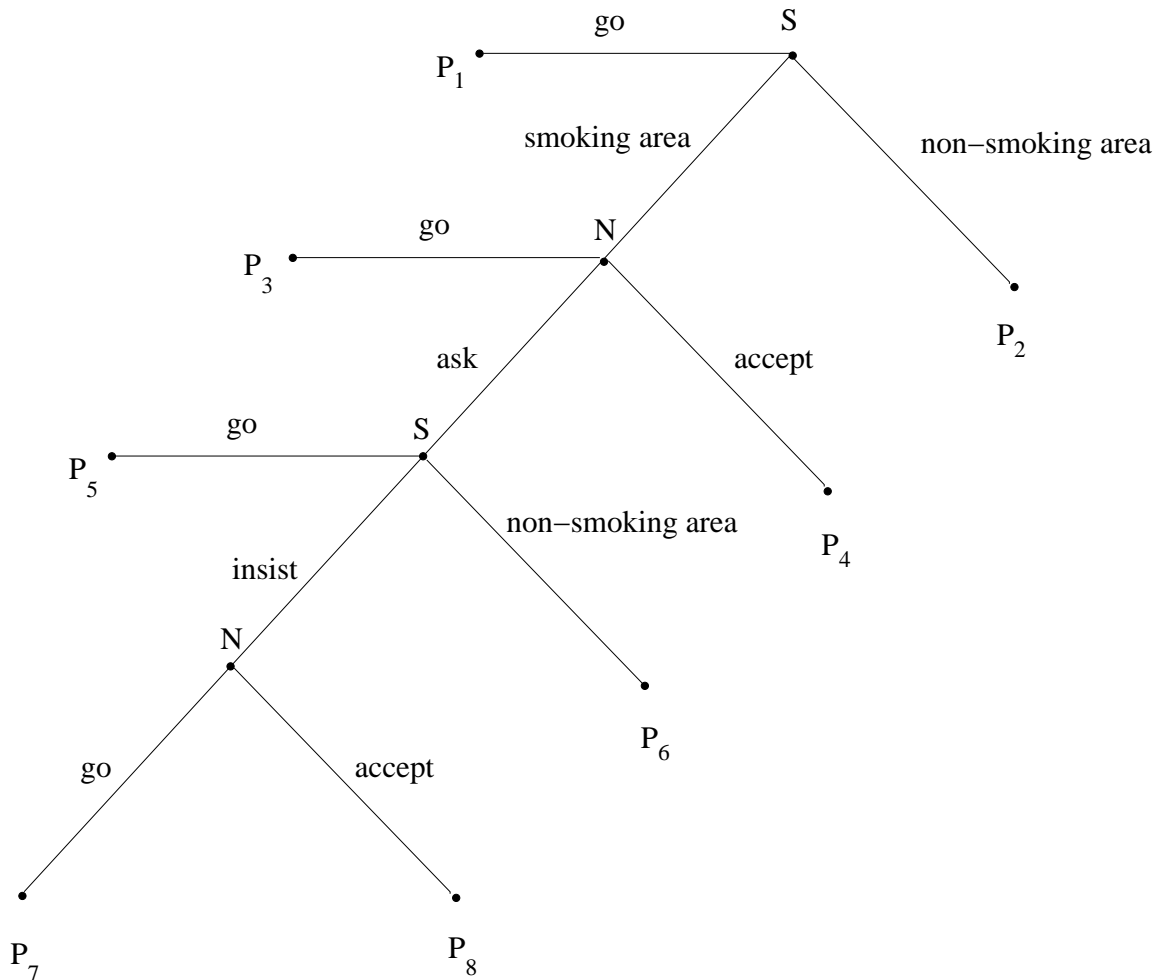 go S
P1
smoking area non−smoking area
go N
P3
P2
ask accept
go S
P5
non−smoking area
P4
insist
N
P6
go accept
P7 P8